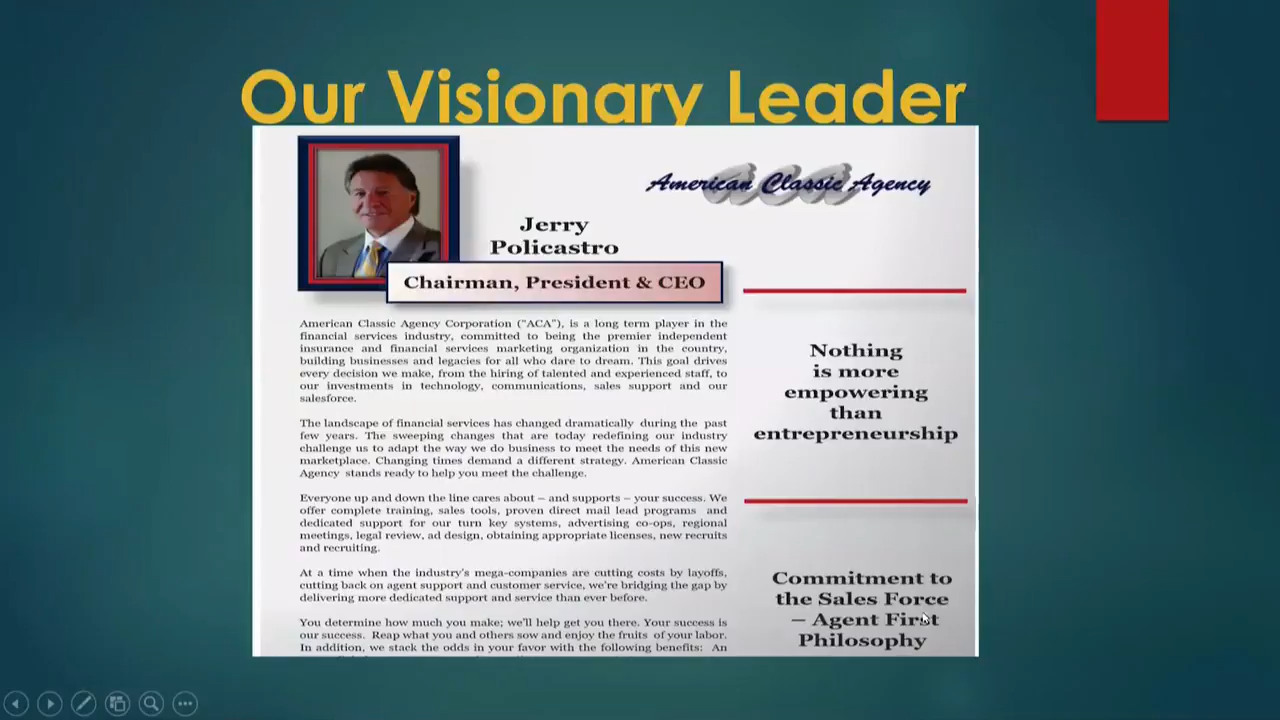 Our Visionary Leader
American Classic Agency
Jerry
Policastro
Chairman, President & CEO
American Classic Agency Corporation ("ACA"), is a long term player in the
financial services industry, committed to being the premier independent
insurance and financial services marketing organization in the country,
building businesses and legacies for all who dare to dream. This goal drives
every decision we make, from the hiring of talented and experienced staff, to
our investments in technology, communications, sales support and our
salesforce.
The landscape of financial services has changed dramatically during the past
few years. The sweeping changes that are today redefining our industry
challenge us to adapt the way we do business to meet the needs of this new
marketplace. Changing times demand a different strategy. American Classic
Agency stands ready to help you meet the challenge.
Everyone up and down the line cares about – and supports – your success. We
offer complete training, sales tools, proven direct mail lead programs and
dedicated support for our turn key systems, advertising co-ops, regional
meetings, legal review, ad design, obtaining appropriate licenses, new recruits
and recruiting.
At a time when the industry's mega-companies are cutting costs by layoffs,
cutting back on agent support and customer service, we're bridging the gap by
delivering more dedicated support and service than ever before.
You determine how much you make; we'll help get you there. Your success is
our success. Reap what you and others sow and enjoy the fruits of your labor.
In addition, we stack the odds in your favor with the following benefits: An
Nothing
is more
empowering
than
entrepreneurship
Commitment to
the Sales Force
– Agent First
Philosophy